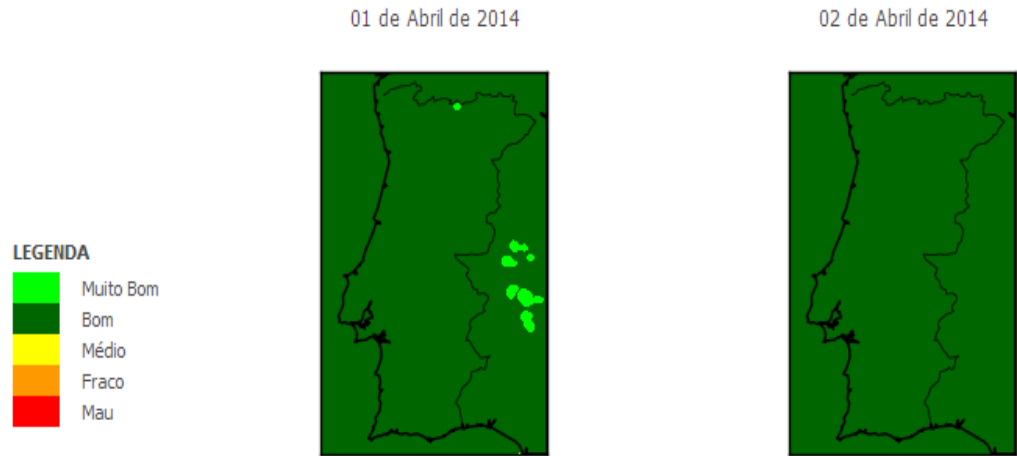 01 de Abril de 2014
02 de Abril de 2014
LEGENDA
Muito Bom
Bom
Médio
Fraco
Mau